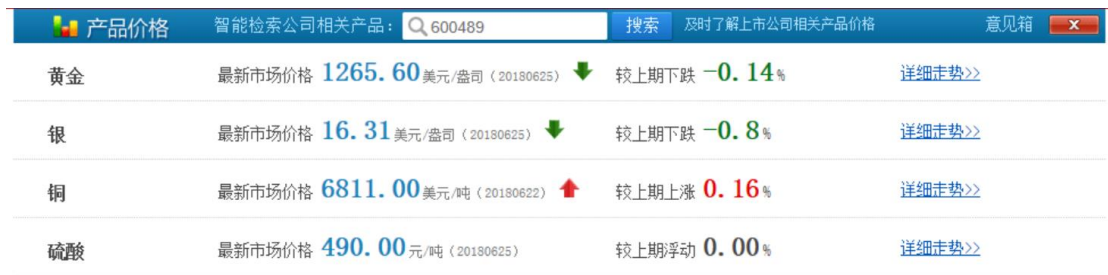 产品价格 智能检索公司相关产品： 600489 搜索 及时了解上市公司相关产品价格 意见箱 X
黄金 最新市场价格 1265.60美元/盎司（20180625） 较上期下跌 -0.14% 详细走势>>
银 最新市场价格 16.31美元/盎司（20180625） 较上期下跌 -0.8% 详细走势>>
铜 最新市场价格 6811.00美元/吨（20180622） 较上期上涨 0.16% 详细走势>>
硫酸 最新市场价格 490.00元/吨（20180625） 较上期浮动 0.00% 详细走势>>